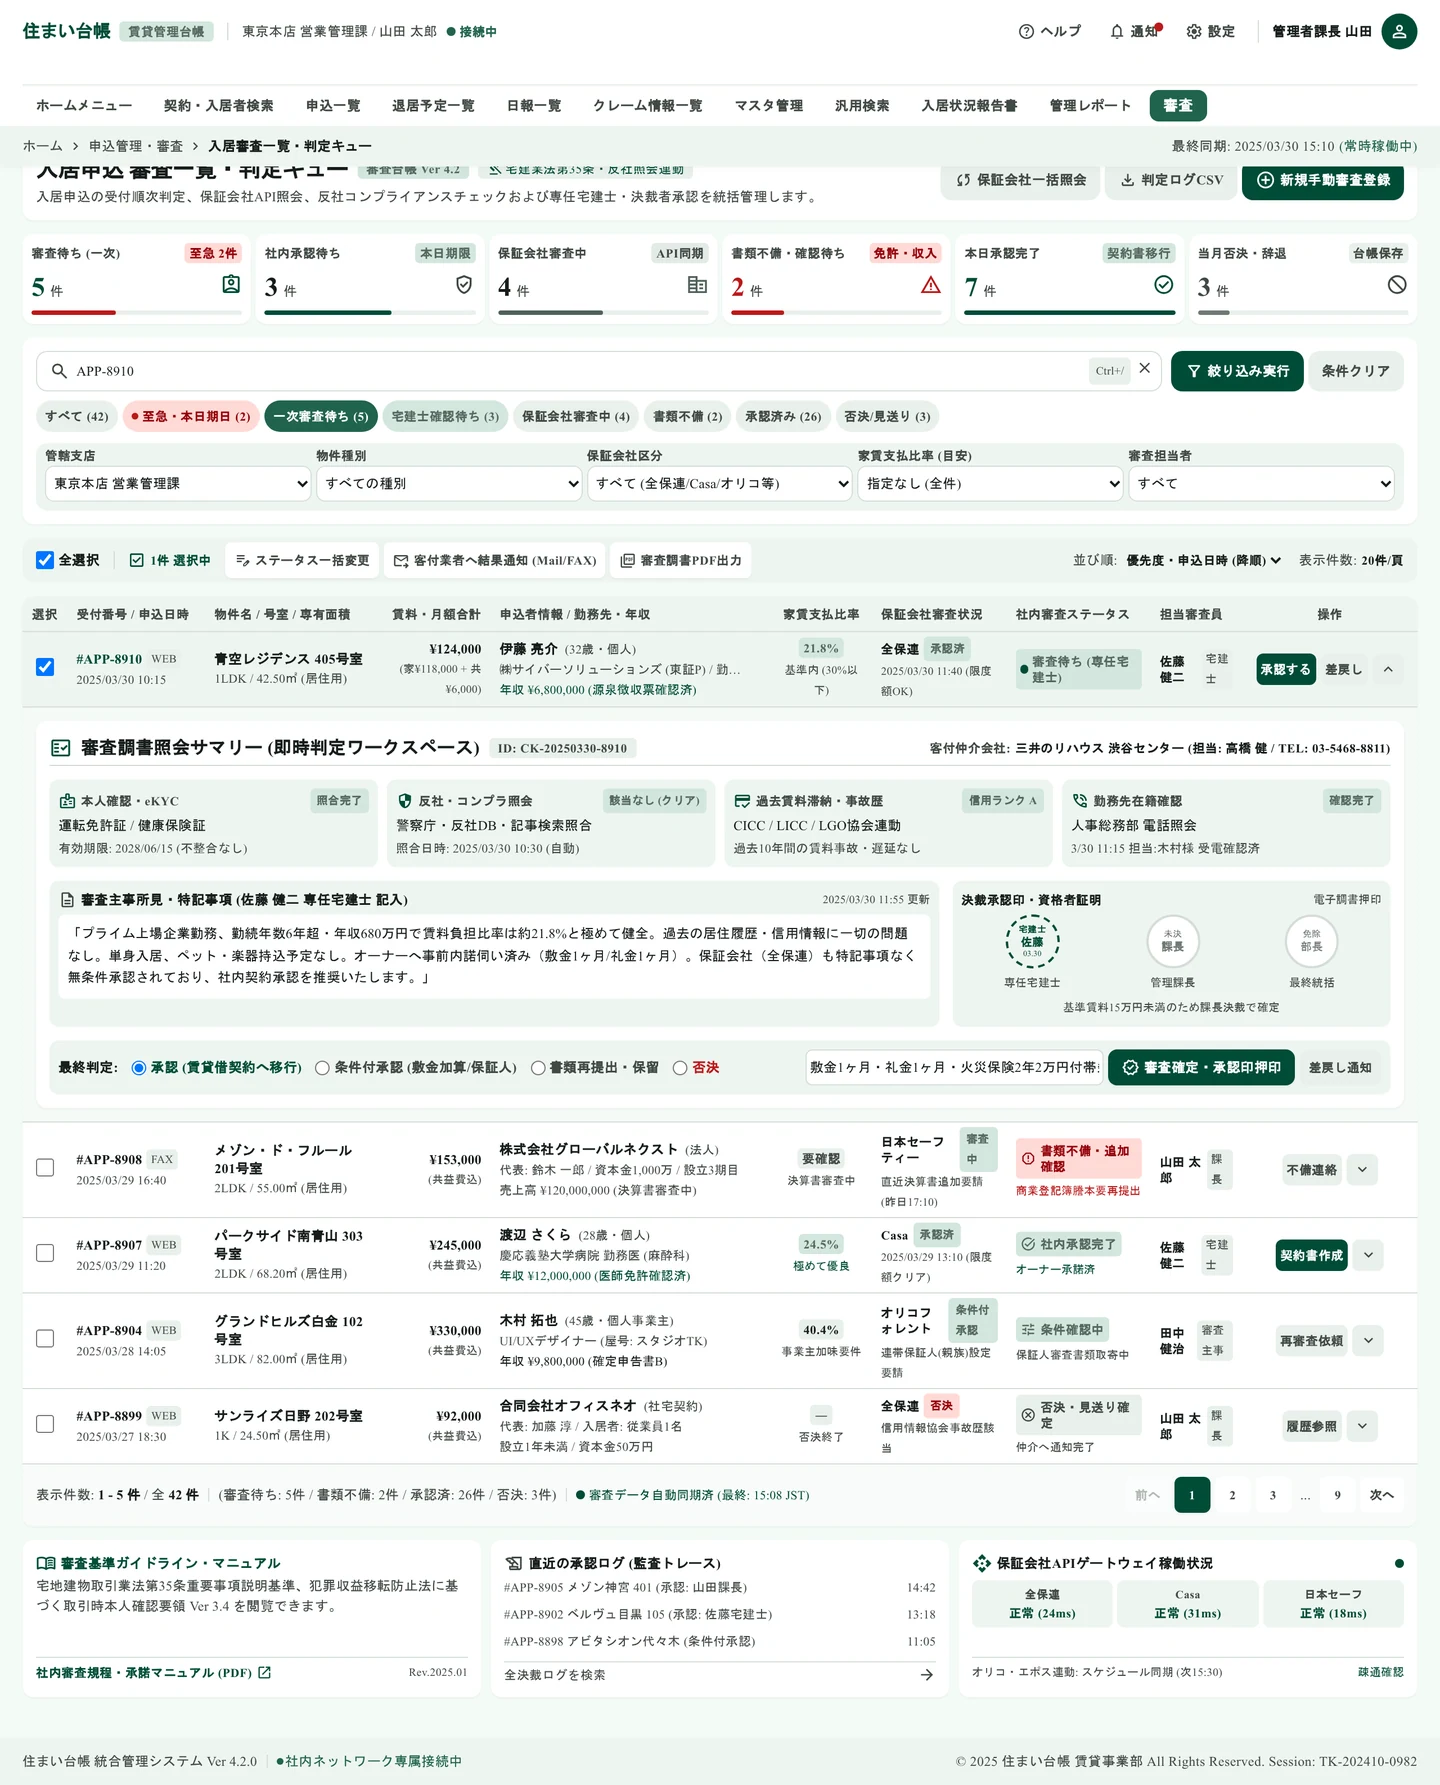 住まい台帳 賃貸管理台帳 東京本店 営業管理課 / 山田 太郎 接続中 ヘルプ 通知 設定 管理者課長 山田
ホームメニュー 契約・入居者検索 申込一覧 退居予定一覧 日報一覧 クレーム情報一覧 マスタ管理 汎用検索 入居状況報告書 管理レポート 審査
ホーム 申込管理・審査 入居審査一覧・判定キュー 最終同期: 2025/03/30 15:10 (常時稼働中)
入居申込 審査一覧・判定キュー 審査台帳 Ver 4.2 宅建業法第35条・反社照会連動
入居申込の受付順次判定、保証会社API照会、反社コンプライアンスチェックおよび専任宅建士・決裁者承認を統括管理します。
保証会社一括照会 判定ログCSV 新規手動審査登録
審査待ち (一次) 至急 2件
5 件
社内承認待ち 本日期限
3 件
保証会社審査中 API同期
4 件
書類不備・確認待ち 免許・収入
2 件
本日承認完了 契約書移行
7 件
当月否決・辞退 台帳保存
3 件
APP-8910 Ctrl+/ 絞り込み実行 条件クリア
すべて (42) 至急・本日期日 (2) 一次審査待ち (5) 宅建士確認待ち (3) 保証会社審査中 (4) 書類不備 (2) 承認済み (26) 否決/見送り (3)
管轄支店 物件種別 保証会社区分 家賃支払比率 (目安) 審査担当者
東京本店 営業管理課 すべての種別 すべて (全保連/Casa/オリコ等) 指定なし (全件) すべて
全選択 1件 選択中 ステータス一括変更 客付業者へ結果通知 (Mail/FAX) 審査調書PDF出力 並び順: 優先度・申込日時 (降順) 表示件数: 20件/頁
選択 受付番号 / 申込日時 物件名 / 号室 / 専有面積 賃料・月額合計 申込者情報 / 勤務先・年収 家賃支払比率 保証会社審査状況 社内審査ステータス 担当審査員 操作
#APP-8910 WEB
2025/03/30 10:15
青空レジデンス 405号室
1LDK / 42.50㎡ (居住用)
¥124,000
(家¥118,000 + 共
¥6,000)
伊藤 亮介 (32歳・個人)
㈱サイバーソリューションズ (東証P) / 勤…
年収 ¥6,800,000 (源泉徴収票確認済)
21.8%
基準内 (30%以
下)
全保連 承認済
2025/03/30 11:40 (限度
額OK)
審査待ち (専任宅
建士)
佐藤
健二
宅建
士
承認する 差戻し
審査調書照会サマリー (即時判定ワークスペース) ID: CK-20250330-8910 客付仲介会社: 三井のリハウス 渋谷センター (担当: 高橋 健 / TEL: 03-5468-8811)
本人確認・eKYC 照合完了
運転免許証 / 健康保険証
有効期限: 2028/06/15 (不整合なし)
反社・コンプラ照会 該当なし (クリア)
警察庁・反社DB・記事検索照合
照合日時: 2025/03/30 10:30 (自動)
過去賃料滞納・事故歴 信用ランク A
CICC / LICC / LGO協会連動
過去10年間の賃料事故・遅延なし
勤務先在籍確認 確認完了
人事総務部 電話照会
3/30 11:15 担当:木村様 受電確認済
審査主事所見・特記事項 (佐藤 健二 専任宅建士 記入) 2025/03/30 11:55 更新
「プライム上場企業勤務、勤続年数6年超・年収680万円で賃料負担比率は約21.8%と極めて健全。過去の居住履歴・信用情報に一切の問題
なし。単身入居、ペット・楽器持込予定なし。オーナーへ事前内諾伺い済み（敷金1ヶ月/礼金1ヶ月）。保証会社（全保連）も特記事項なく
無条件承認されており、社内契約承認を推奨いたします。」
決裁承認印・資格者証明 電子調書押印
宅建士
佐藤
03.30
専任宅建士
未決
課長
管理課長
免除
部長
最終統括
基準賃料15万円未満のため課長決裁で確定
最終判定: 承認 (賃貸借契約へ移行) 条件付承認 (敷金加算/保証人) 書類再提出・保留 否決 敷金1ヶ月・礼金1ヶ月・火災保険2年2万円付帯 審査確定・承認印押印 差戻し通知
#APP-8908 FAX
2025/03/29 16:40
メゾン・ド・フルール
201号室
2LDK / 55.00㎡ (居住用)
¥153,000
(共益費込)
株式会社グローバルネクスト (法人)
代表: 鈴木 一郎 / 資本金1,000万 / 設立3期目
売上高 ¥120,000,000 (決算書審査中)
要確認
決算書審査中
日本セーフ
ティー
審査
中
直近決算書追加要請
(昨日17:10)
書類不備・追加
確認
商業登記簿謄本要再提出
山田 太
郎
課
長
不備連絡
#APP-8907 WEB
2025/03/29 11:20
パークサイド南青山 303
号室
2LDK / 68.20㎡ (居住用)
¥245,000
(共益費込)
渡辺 さくら (28歳・個人)
慶応義塾大学病院 勤務医 (麻酔科)
年収 ¥12,000,000 (医師免許確認済)
24.5%
極めて優良
Casa 承認済
2025/03/29 13:10 (限度
額クリア)
社内承認完了
オーナー承諾済
佐藤
健二
宅建
士
契約書作成
#APP-8904 WEB
2025/03/28 14:05
グランドヒルズ白金 102
号室
3LDK / 82.00㎡ (居住用)
¥330,000
(共益費込)
木村 拓也 (45歳・個人事業主)
UI/UXデザイナー (屋号: スタジオTK)
年収 ¥9,800,000 (確定申告書B)
40.4%
事業主加味要件
オリコフ
ォレント
条件付
承認
連帯保証人(親族)設定
要請
条件確認中
保証人審査書類取寄中
田中
健治
審査
主事
再審査依頼
#APP-8899 WEB
2025/03/27 18:30
サンライズ日野 202号室
1K / 24.50㎡ (居住用)
¥92,000
(共益費込)
合同会社オフィスネオ (社宅契約)
代表: 加藤 淳 / 入居者: 従業員1名
設立1年未満 / 資本金50万円
—
否決終了
全保連 否決
信用情報協会事故歴該
当
否決・見送り確
定
仲介へ通知完了
山田 太
郎
課
長
履歴参照
表示件数: 1 - 5 件 / 全 42 件 (審査待ち: 5件 / 書類不備: 2件 / 承認済: 26件 / 否決: 3件) 審査データ自動同期済 (最終: 15:08 JST) 前へ 1 2 3 ... 9 次へ
審査基準ガイドライン・マニュアル
宅地建物取引業法第35条重要事項説明基準、犯罪収益移転防止法に基
づく取引時本人確認要領 Ver 3.4 を閲覧できます。
社内審査規程・承諾マニュアル (PDF) Rev.2025.01
直近の承認ログ (監査トレース)
#APP-8905 メゾン神宮 401 (承認: 山田課長) 14:42
#APP-8902 ベルヴュ目黒 105 (承認: 佐藤宅建士) 13:18
#APP-8898 アビタシオン代々木 (条件付承認) 11:05
全決裁ログを検索
保証会社APIゲートウェイ稼働状況
全保連 Casa 日本セーフ
正常 (24ms) 正常 (31ms) 正常 (18ms)
オリコ・エポス連動: スケジュール同期 (次15:30) 疎通確認
住まい台帳 統合管理システム Ver 4.2.0 社内ネットワーク専属接続中 © 2025 住まい台帳 賃貸事業部 All Rights Reserved. Session: TK-202410-0982